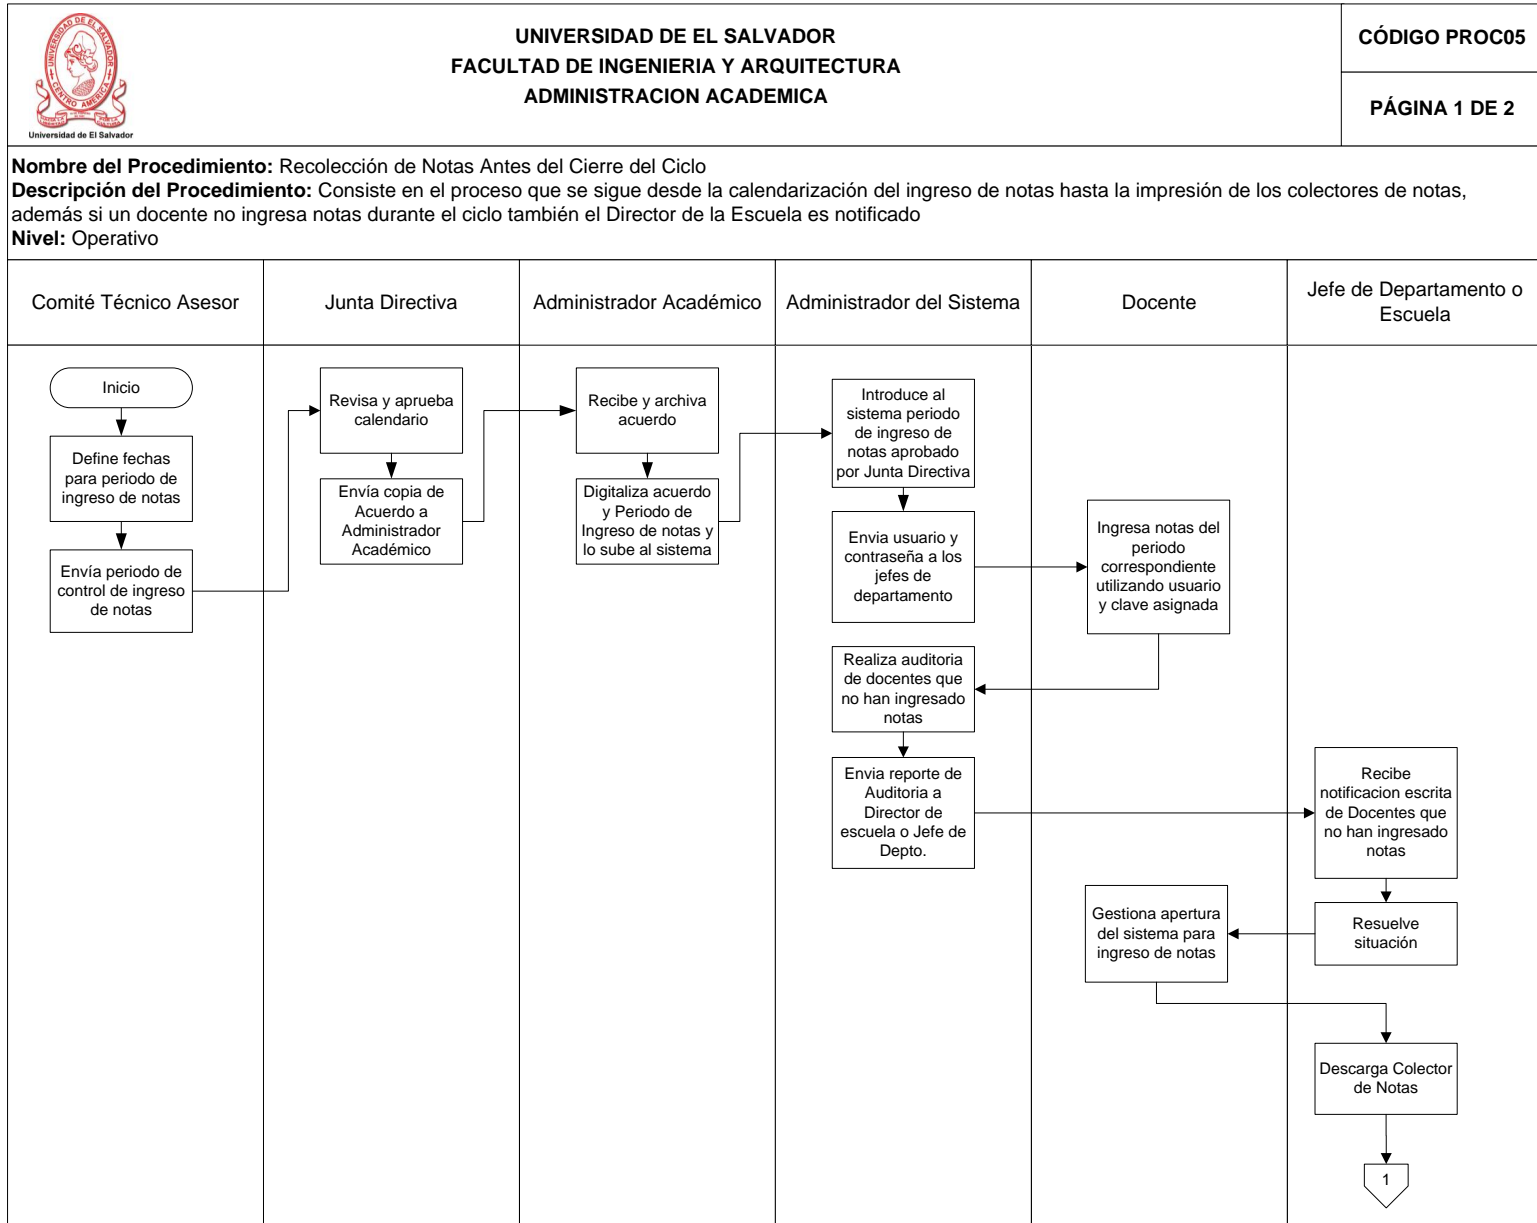 UNIVERSIDAD DE EL SALVADOR
FACULTAD DE INGENIERIA Y ARQUITECTURA
ADMINISTRACION ACADEMICA
CÓDIGO PROC05
PÁGINA 1 DE 2
UNIVERSIDAD DE EL SALVADOR
CENTRO AMERICA
Universidad de El Salvador
Nombre del Procedimiento: Recolección de Notas Antes del Cierre del Ciclo
Descripción del Procedimiento: Consiste en el proceso que se sigue desde la calendarización del ingreso de notas hasta la impresión de los colectores de notas,
además si un docente no ingresa notas durante el ciclo también el Director de la Escuela es notificado
Nivel: Operativo
Comité Técnico Asesor
Junta Directiva
Administrador Académico
Administrador del Sistema
Docente
Jefe de Departamento o
Escuela
Inicio
Define fechas
para periodo de
ingreso de notas
Envía periodo de
control de ingreso
de notas
Revisa y aprueba
calendario
Envía copia de
Acuerdo a
Administrador
Académico
Recibe y archiva
acuerdo
Digitaliza acuerdo
y Periodo de
Ingreso de notas y
lo sube al sistema
Introduce al
sistema periodo
de ingreso de
notas aprobado
por Junta Directiva
Envia usuario y
contraseña a los
jefes de
departamento
Ingresa notas del
periodo
correspondiente
utilizando usuario
y clave asignada
Realiza auditoria
de docentes que
no han ingresado
notas
Envia reporte de
Auditoria a
Director de
escuela o Jefe de
Depto.
Recibe
notificacion escrita
de Docentes que
no han ingresado
notas
Resuelve
situación
Gestiona apertura
del sistema para
ingreso de notas
Descarga Colector
de Notas
1